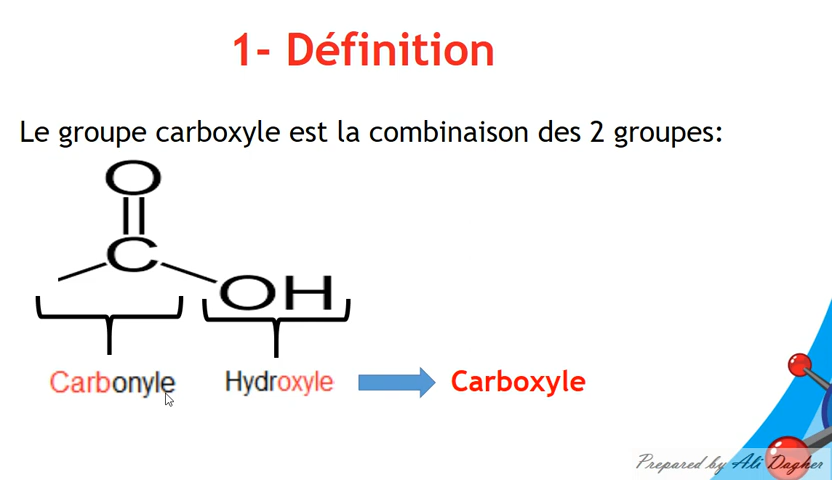 1- Définition
Le groupe carboxyle est la combinaison des 2 groupes:
O
C
OH
Carbonyle Hydroxyle Carboxyle
Prepared by Ali Dagher